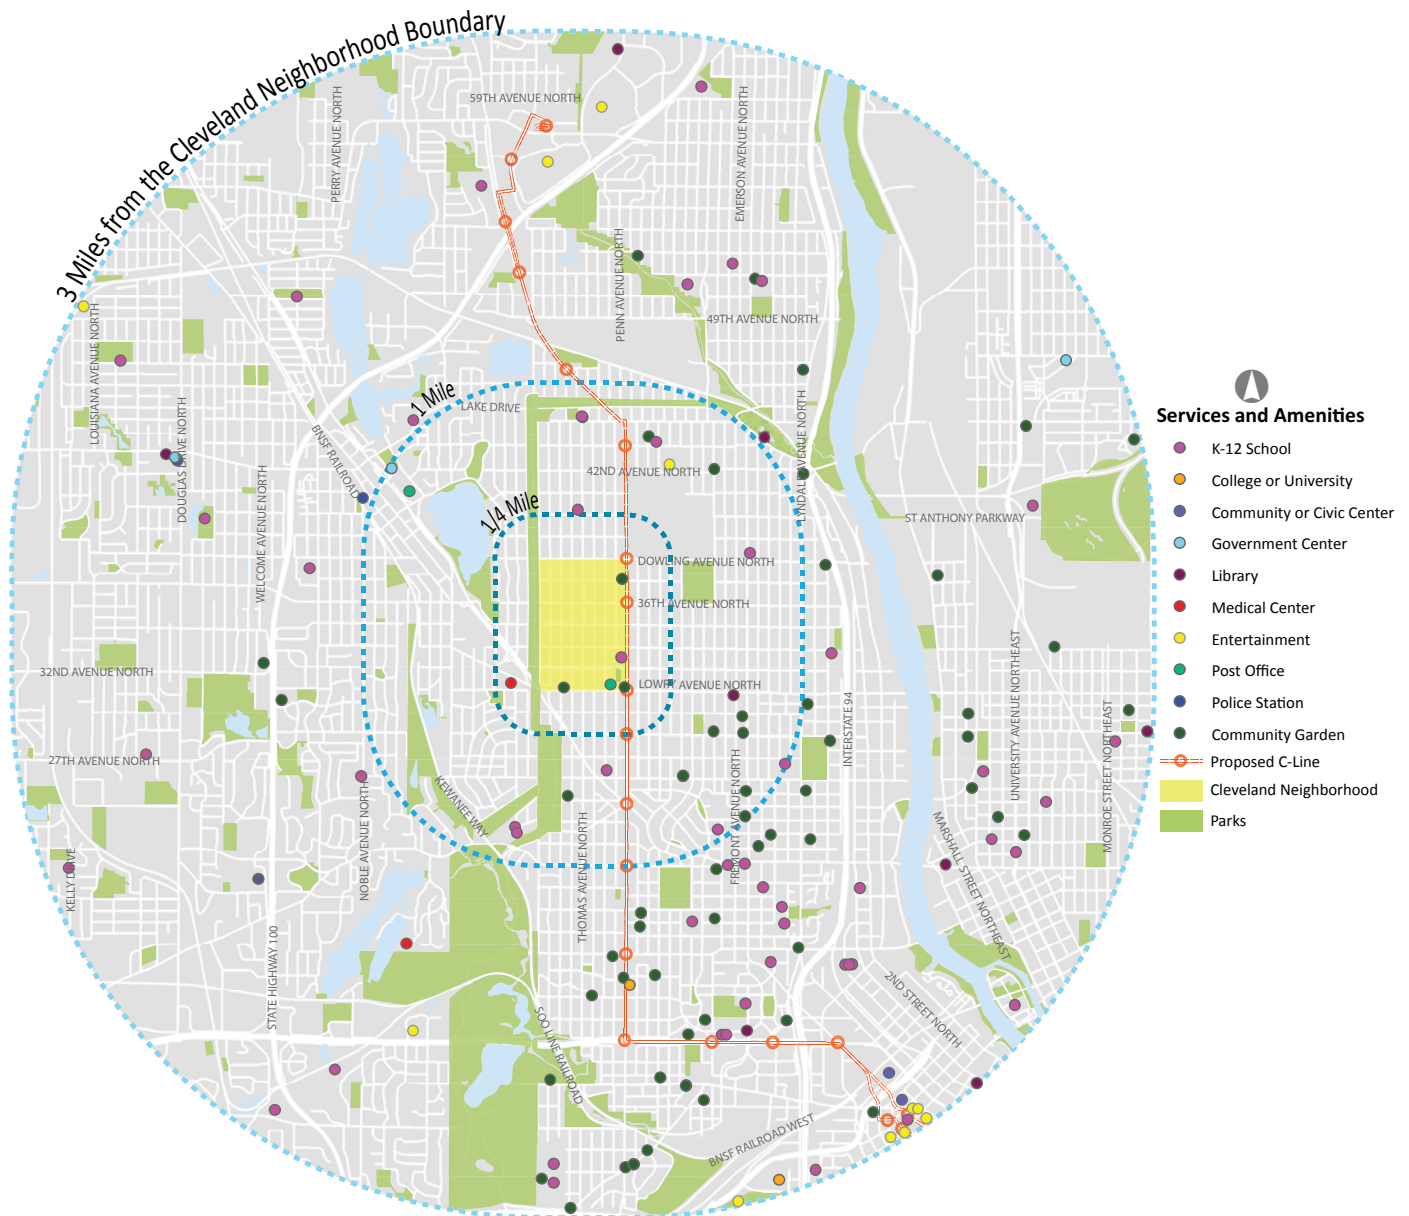 3 Miles from the Cleveland Neighborhood Boundary
59TH AVENUE NORTH
PERRY AVENUE NORTH
EMERSON AVENUE NORTH
PENN AVENUE NORTH
49TH AVENUE NORTH
LOUISIANA AVENUE NORTH
1 Mile
LAKE DRIVE
DOUGLAS DRIVE NORTH
BNSF RAILROAD
LYNDALE AVENUE NORTH
42ND AVENUE NORTH
WELCOME AVENUE NORTH
1/4 Mile
ST ANTHONY PARKWAY
DOWLING AVENUE NORTH
36TH AVENUE NORTH
32ND AVENUE NORTH
LOWRY AVENUE NORTH
INTERSTATE 94
UNIVERSITY AVENUE NORTHEAST
MONROE STREET NORTHEAST
27TH AVENUE NORTH
KEWANEE WAY
FREMONT AVENUE NORTH
NOBLE AVENUE NORTH
THOMAS AVENUE NORTH
MARSHALL STREET NORTHEAST
KELLY DRIVE
STATE HIGHWAY 100
2ND STREET NORTH
SOO LINE RAILROAD
BNSF RAILROAD WEST
Services and Amenities
K-12 School
College or University
Community or Civic Center
Government Center
Library
Medical Center
Entertainment
Post Office
Police Station
Community Garden
Proposed C-Line
Cleveland Neighborhood
Parks